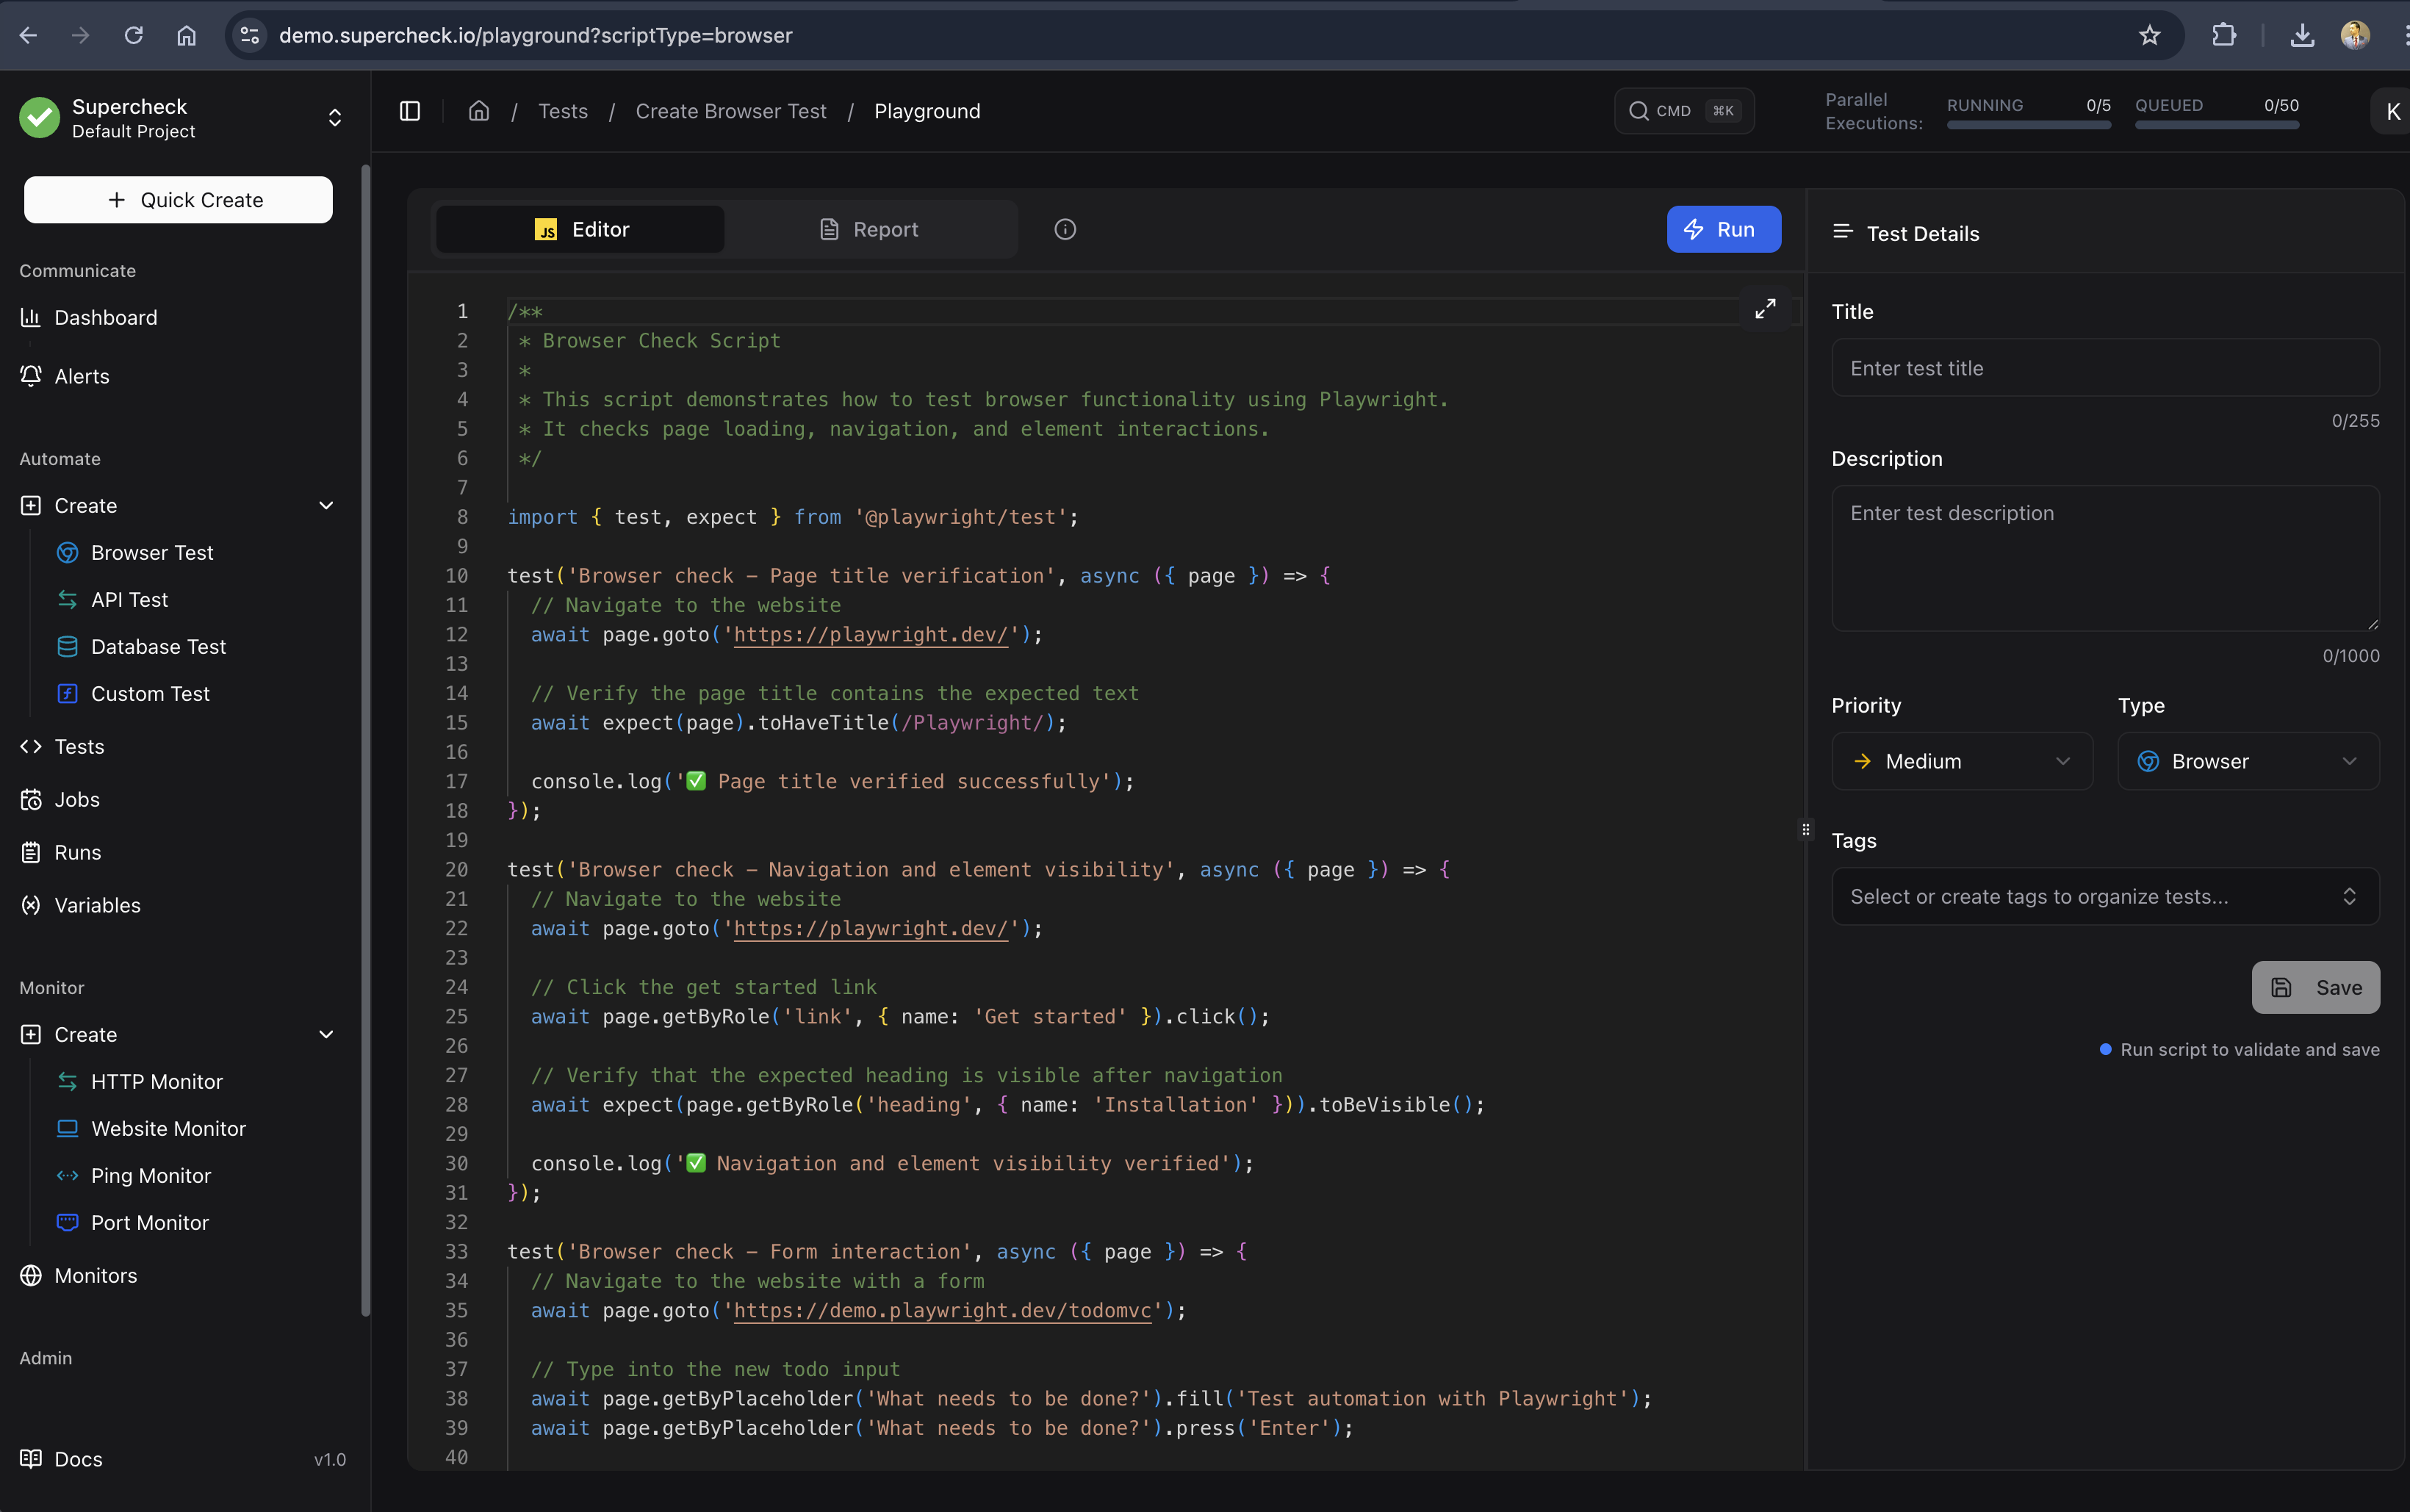 demo.supercheck.io/playground?scriptType=browser
Supercheck
Default Project
Tests / Create Browser Test / Playground
CMD ⌘K
Parallel Executions:
RUNNING 0/5
QUEUED 0/50
K
+ Quick Create
Communicate
Dashboard
Alerts
Automate
Create
Browser Test
API Test
Database Test
Custom Test
Tests
Jobs
Runs
Variables
Monitor
Create
HTTP Monitor
Website Monitor
Ping Monitor
Port Monitor
Monitors
Admin
Docs v1.0
JS Editor
Report
Run
1 /**
2  * Browser Check Script
3  *
4  * This script demonstrates how to test browser functionality using Playwright.
5  * It checks page loading, navigation, and element interactions.
6  */
7
8 import { test, expect } from '@playwright/test';
9
10 test('Browser check – Page title verification', async ({ page }) => {
11   // Navigate to the website
12   await page.goto('https://playwright.dev/');
13
14   // Verify the page title contains the expected text
15   await expect(page).toHaveTitle(/Playwright/);
16
17   console.log('✅ Page title verified successfully');
18 });
19
20 test('Browser check – Navigation and element visibility', async ({ page }) => {
21   // Navigate to the website
22   await page.goto('https://playwright.dev/');
23
24   // Click the get started link
25   await page.getByRole('link', { name: 'Get started' }).click();
26
27   // Verify that the expected heading is visible after navigation
28   await expect(page.getByRole('heading', { name: 'Installation' })).toBeVisible();
29
30   console.log('✅ Navigation and element visibility verified');
31 });
32
33 test('Browser check – Form interaction', async ({ page }) => {
34   // Navigate to the website with a form
35   await page.goto('https://demo.playwright.dev/todomvc');
36
37   // Type into the new todo input
38   await page.getByPlaceholder('What needs to be done?').fill('Test automation with Playwright');
39   await page.getByPlaceholder('What needs to be done?').press('Enter');
40
Test Details
Title
Enter test title
0/255
Description
Enter test description
0/1000
Priority
Medium
Type
Browser
Tags
Select or create tags to organize tests...
Save
Run script to validate and save